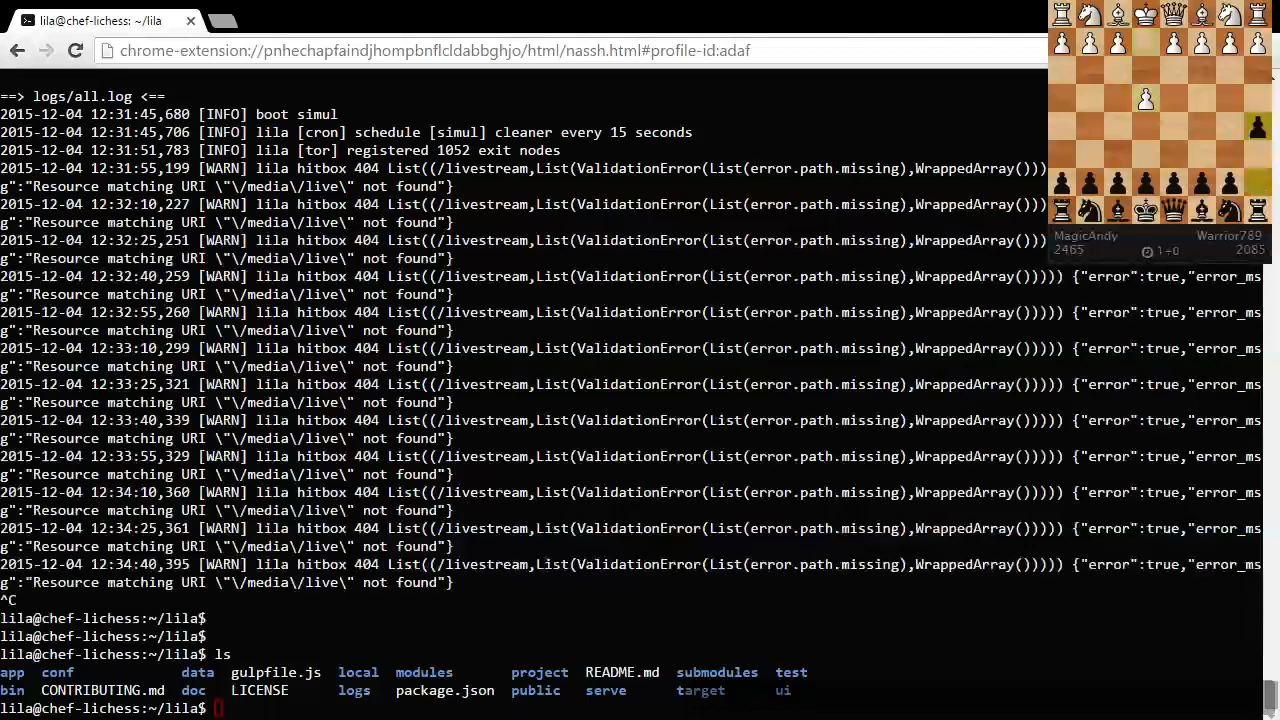 lila@chef-lichess: ~/lila
chrome-extension://pnhechapfaindjhompbnflcldabbghjo/html/nassh.html#profile-id:adaf
==> logs/all.log <==
2015-12-04 12:31:45,680 [INFO] boot simul
2015-12-04 12:31:45,706 [INFO] lila [cron] schedule [simul] cleaner every 15 seconds
2015-12-04 12:31:51,783 [INFO] lila [tor] registered 1052 exit nodes
2015-12-04 12:31:55,199 [WARN] lila hitbox 404 List((/livestream,List(ValidationError(List(error.path.missing),WrappedArray()))
g":"Resource matching URI \"\/media\/live\" not found"}
2015-12-04 12:32:10,227 [WARN] lila hitbox 404 List((/livestream,List(ValidationError(List(error.path.missing),WrappedArray()))
g":"Resource matching URI \"\/media\/live\" not found"}
2015-12-04 12:32:25,251 [WARN] lila hitbox 404 List((/livestream,List(ValidationError(List(error.path.missing),WrappedArray()))
g":"Resource matching URI \"\/media\/live\" not found"}
MagicAndy Warrior789
2465 1+0 2085
2015-12-04 12:32:40,259 [WARN] lila hitbox 404 List((/livestream,List(ValidationError(List(error.path.missing),WrappedArray())))) {"error":true,"error_ms
g":"Resource matching URI \"\/media\/live\" not found"}
2015-12-04 12:32:55,260 [WARN] lila hitbox 404 List((/livestream,List(ValidationError(List(error.path.missing),WrappedArray())))) {"error":true,"error_ms
g":"Resource matching URI \"\/media\/live\" not found"}
2015-12-04 12:33:10,299 [WARN] lila hitbox 404 List((/livestream,List(ValidationError(List(error.path.missing),WrappedArray())))) {"error":true,"error_ms
g":"Resource matching URI \"\/media\/live\" not found"}
2015-12-04 12:33:25,321 [WARN] lila hitbox 404 List((/livestream,List(ValidationError(List(error.path.missing),WrappedArray())))) {"error":true,"error_ms
g":"Resource matching URI \"\/media\/live\" not found"}
2015-12-04 12:33:40,339 [WARN] lila hitbox 404 List((/livestream,List(ValidationError(List(error.path.missing),WrappedArray())))) {"error":true,"error_ms
g":"Resource matching URI \"\/media\/live\" not found"}
2015-12-04 12:33:55,329 [WARN] lila hitbox 404 List((/livestream,List(ValidationError(List(error.path.missing),WrappedArray())))) {"error":true,"error_ms
g":"Resource matching URI \"\/media\/live\" not found"}
2015-12-04 12:34:10,360 [WARN] lila hitbox 404 List((/livestream,List(ValidationError(List(error.path.missing),WrappedArray())))) {"error":true,"error_ms
g":"Resource matching URI \"\/media\/live\" not found"}
2015-12-04 12:34:25,361 [WARN] lila hitbox 404 List((/livestream,List(ValidationError(List(error.path.missing),WrappedArray())))) {"error":true,"error_ms
g":"Resource matching URI \"\/media\/live\" not found"}
2015-12-04 12:34:40,395 [WARN] lila hitbox 404 List((/livestream,List(ValidationError(List(error.path.missing),WrappedArray())))) {"error":true,"error_ms
g":"Resource matching URI \"\/media\/live\" not found"}
^C
lila@chef-lichess:~/lila$
lila@chef-lichess:~/lila$
lila@chef-lichess:~/lila$ ls
app conf data gulpfile.js local modules project README.md submodules test
bin CONTRIBUTING.md doc LICENSE logs package.json public serve target ui
lila@chef-lichess:~/lila$